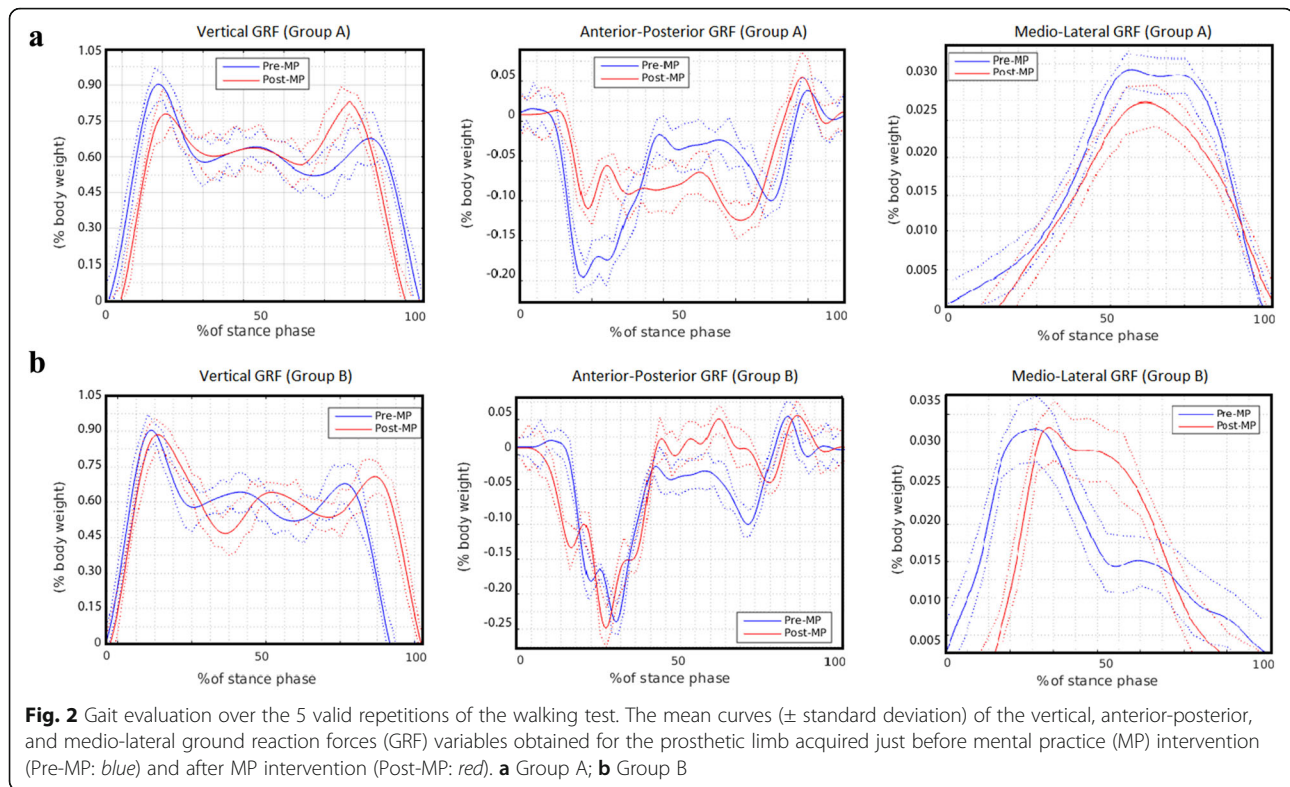 a
Vertical GRF (Group A)
Anterior-Posterior GRF (Group A)
Medio-Lateral GRF (Group A)
(% body weight)
1.05
0.90
0.75
0.60
0.45
0.30
0.15
0
Pre-MP
Post-MP
% of stance phase
0
50
100
(% body weight)
0.05
0
-0.05
-0.10
-0.15
-0.20
Pre-MP
Post-MP
0
50
100
% of stance phase
(% body weight)
0.030
0.025
0.020
0.015
0.010
0.005
0
Pre-MP
Post-MP
0
50
100
% of stance phase
b
Vertical GRF (Group B)
Anterior-Posterior GRF (Group B)
Medio-Lateral GRF (Group B)
(% body weight)
1.05
0.90
0.75
0.60
0.45
0.30
0.15
0
Pre-MP
Post-MP
0
50
100
% of stance phase
(% body weight)
0.05
0
-0.05
-0.10
-0.15
-0.20
-0.25
Pre-MP
Post-MP
0
50
100
% of stance phase
(% body weight)
0.035
0.030
0.025
0.020
0.015
0.010
0.005
Pre-MP
Post-MP
0
50
100
% of stance phase
Fig. 2 Gait evaluation over the 5 valid repetitions of the walking test. The mean curves (± standard deviation) of the vertical, anterior-posterior,
and medio-lateral ground reaction forces (GRF) variables obtained for the prosthetic limb acquired just before mental practice (MP) intervention
(Pre-MP: blue) and after MP intervention (Post-MP: red). a Group A; b Group B